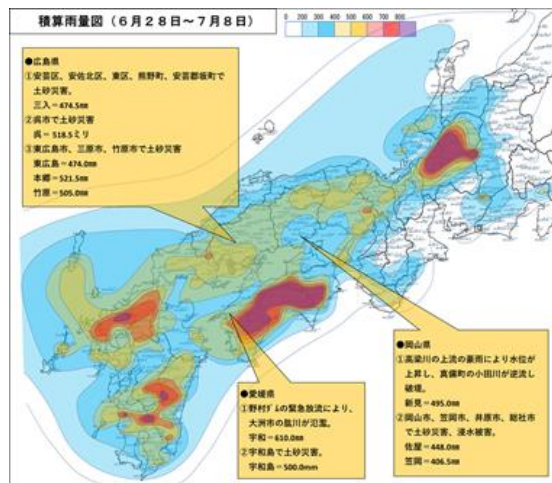 積算雨量図（６月２８日～７月８日）
0 200 300 400 500 600 700 800
●広島県
①安芸区、安佐北区、東区、熊野町、安芸郡坂町で
土砂災害。
三入＝474.5㎜
②呉市で土砂災害
呉＝ 518.5ミリ
③東広島市、三原市、竹原市で土砂災害
東広島＝474.0㎜
本郷＝521.5㎜
竹原＝505.0㎜
●愛媛県
①野村ﾀﾞﾑの緊急放流により、
大洲市の肱川が氾濫。
宇和＝610.0㎜
②宇和島で土砂災害。
宇和島＝500.0mm
●岡山県
①高梁川の上流の豪雨により水位が
上昇し、真備町の小田川が逆流し
破堤。
新見＝495.0㎜
②岡山市、笠岡市、井原市、総社市
で土砂災害、浸水被害。
佐屋＝448.0㎜
笠岡＝406.5㎜